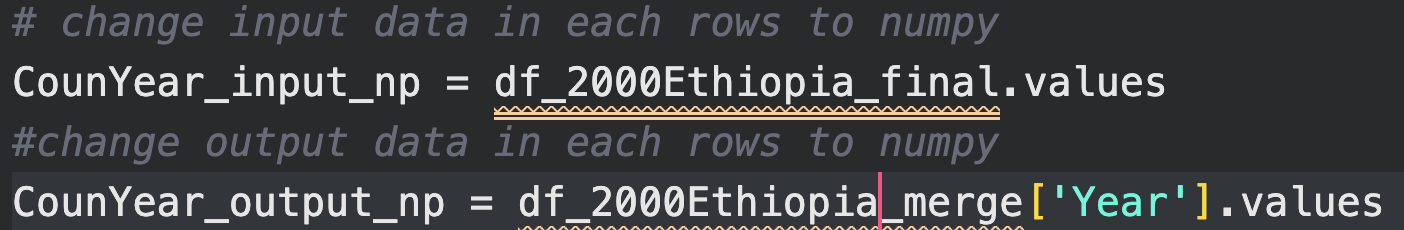 # change input data in each rows to numpy
CounYear_input_np = df_2000Ethiopia_final.values
#change output data in each rows to numpy
CounYear_output_np = df_2000Ethiopia_merge['Year'].values